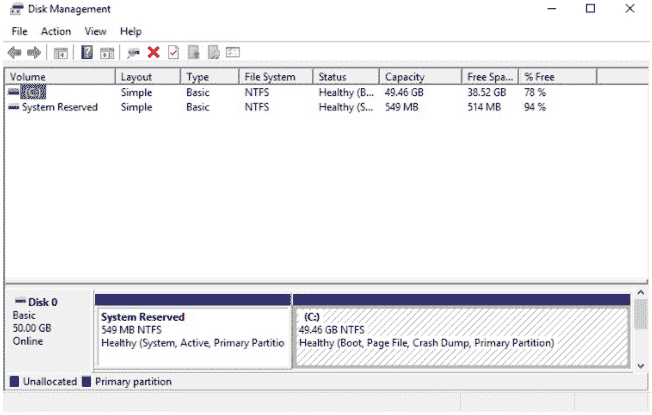 Disk Management
File Action View Help
Volume Layout Type File System Status Capacity Free Spa... % Free
(C:) Simple Basic NTFS Healthy (B... 49.46 GB 38.52 GB 78 %
System Reserved Simple Basic NTFS Healthy (S... 549 MB 514 MB 94 %
Disk 0
Basic
50.00 GB
Online
System Reserved
549 MB NTFS
Healthy (System, Active, Primary Partitio
(C:)
49.46 GB NTFS
Healthy (Boot, Page File, Crash Dump, Primary Partition)
Unallocated Primary partition